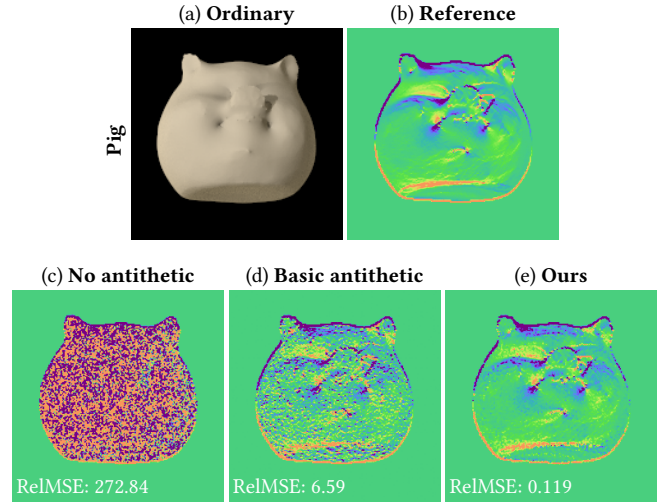 (a) Ordinary
(b) Reference
Pig
(c) No antithetic
(d) Basic antithetic
(e) Ours
RelMSE: 272.84
RelMSE: 6.59
RelMSE: 0.119